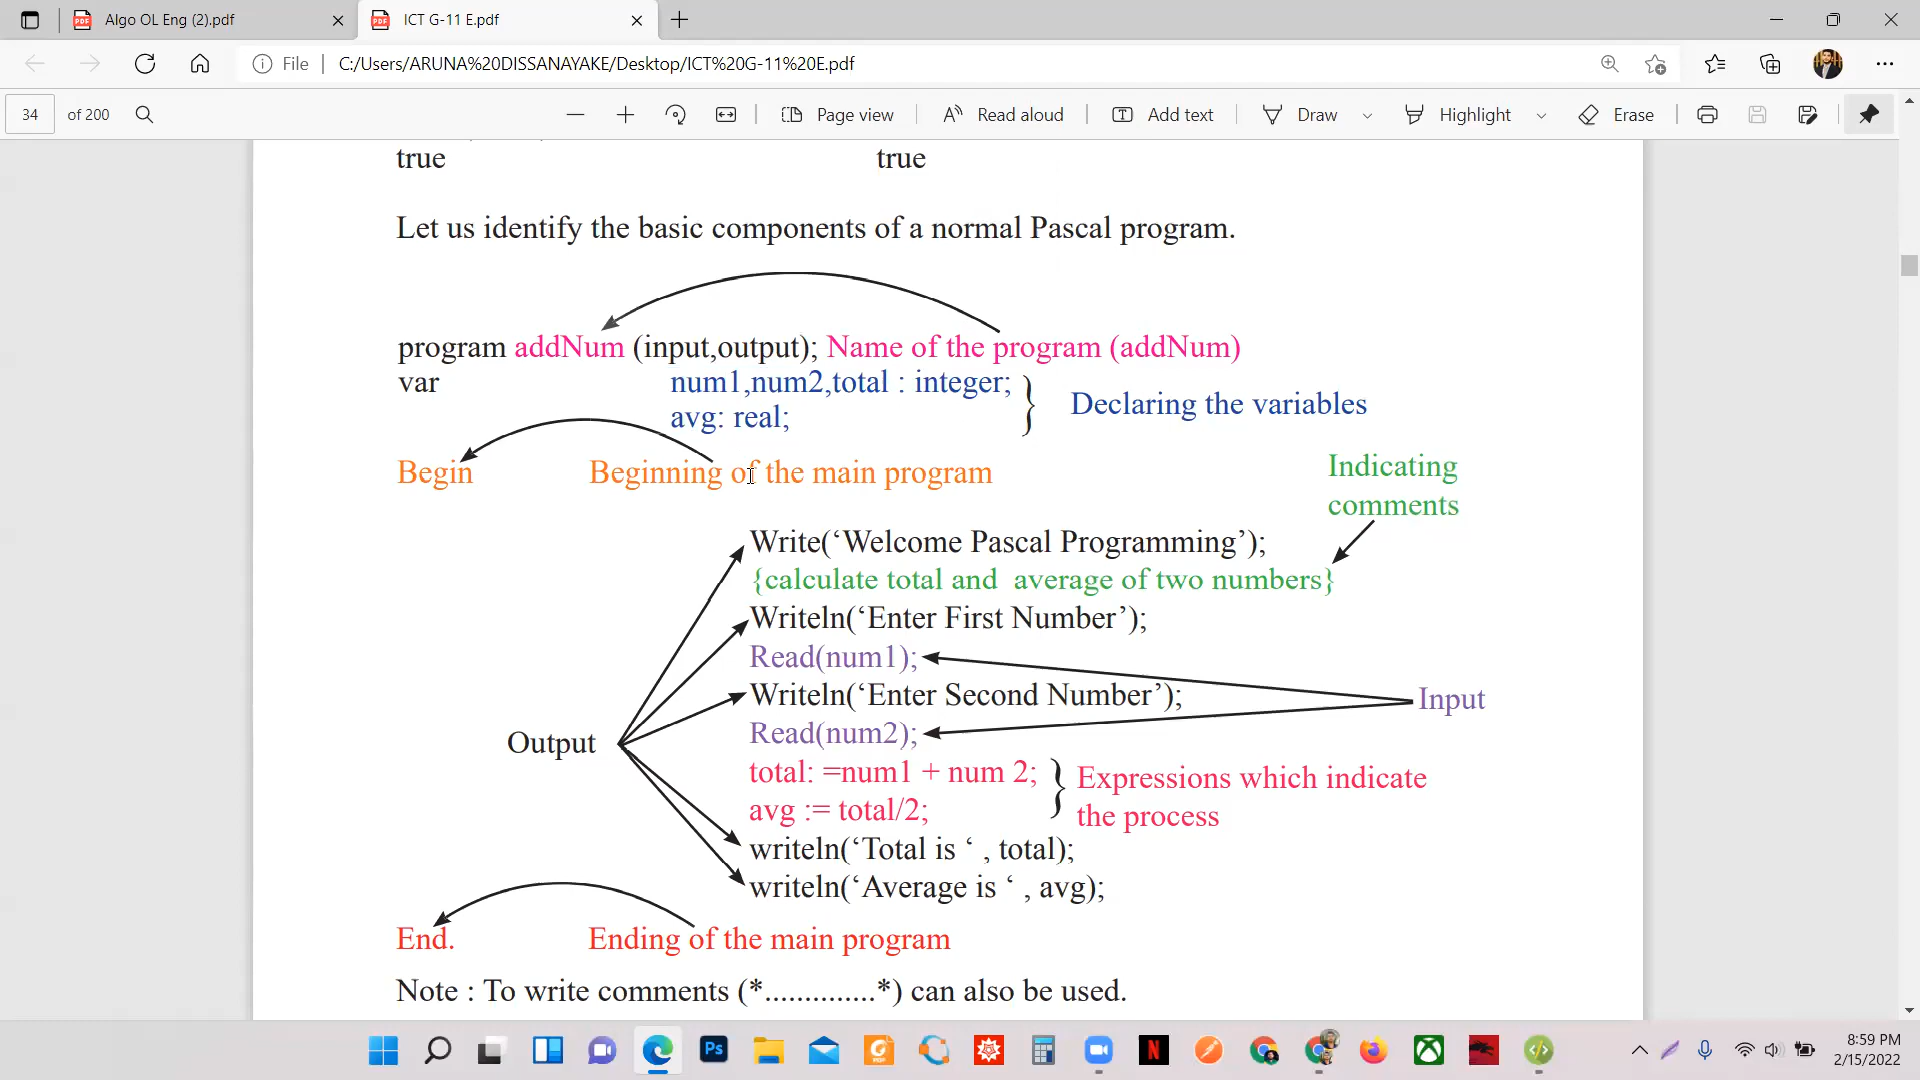 Algo OL Eng (2).pdf
ICT G-11 E.pdf
File
C:/Users/ARUNA%20DISSANAYAKE/Desktop/ICT%20G-11%20E.pdf
34 of 200
Page view
Read aloud
Add text
Draw
Highlight
Erase
true true
Let us identify the basic components of a normal Pascal program.
program addNum (input,output); Name of the program (addNum)
var num1,num2,total : integer;
avg: real;
} Declaring the variables
Begin Beginning of the main program
Indicating
comments
Write(‘Welcome Pascal Programming’);
{calculate total and average of two numbers}
Writeln(‘Enter First Number’);
Read(num1);
Writeln(‘Enter Second Number’);
Input
Read(num2);
Output
total: =num1 + num 2;
} Expressions which indicate
avg := total/2;
the process
writeln(‘Total is ‘ , total);
writeln(‘Average is ‘ , avg);
End. Ending of the main program
Note : To write comments (*..............*) can also be used.
Ps
N
8:59 PM
2/15/2022